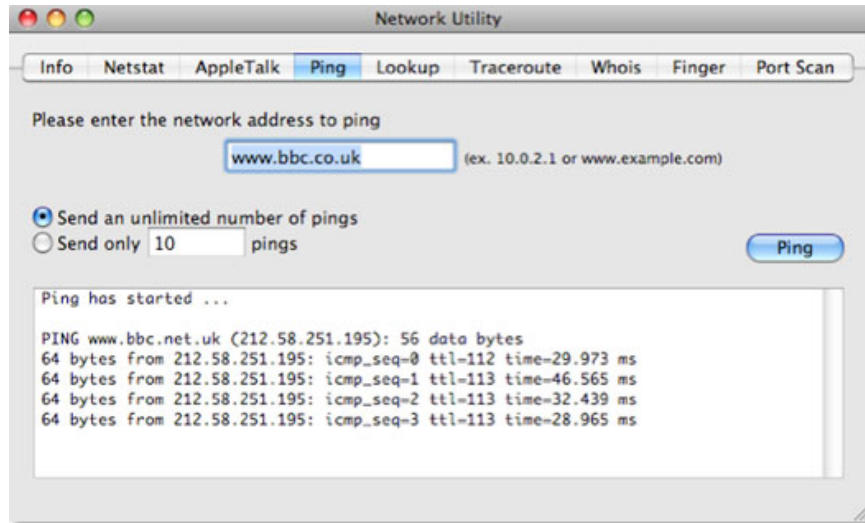 Network Utility
Info Netstat AppleTalk Ping Lookup Traceroute Whois Finger Port Scan
Please enter the network address to ping
www.bbc.co.uk (ex. 10.0.2.1 or www.example.com)
Send an unlimited number of pings
Send only 10 pings
Ping
Ping has started ...
PING www.bbc.net.uk (212.58.251.195): 56 data bytes
64 bytes from 212.58.251.195: icmp_seq=0 ttl=112 time=29.973 ms
64 bytes from 212.58.251.195: icmp_seq=1 ttl=113 time=46.565 ms
64 bytes from 212.58.251.195: icmp_seq=2 ttl=113 time=32.439 ms
64 bytes from 212.58.251.195: icmp_seq=3 ttl=113 time=28.965 ms